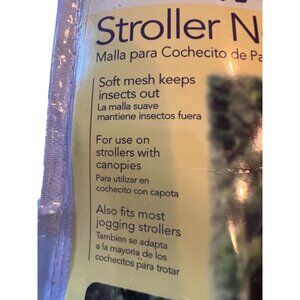 Stroller N
Malla para Cochecito de Pa
Soft mesh keeps
insects out
La malla suave
mantiene insectos fuera
For use on
strollers with
canopies
Para utilizar en
cochecito con capota
Also fits most
jogging strollers
Tambien se adapta
a la mayoria de los
cochecitos para trotar